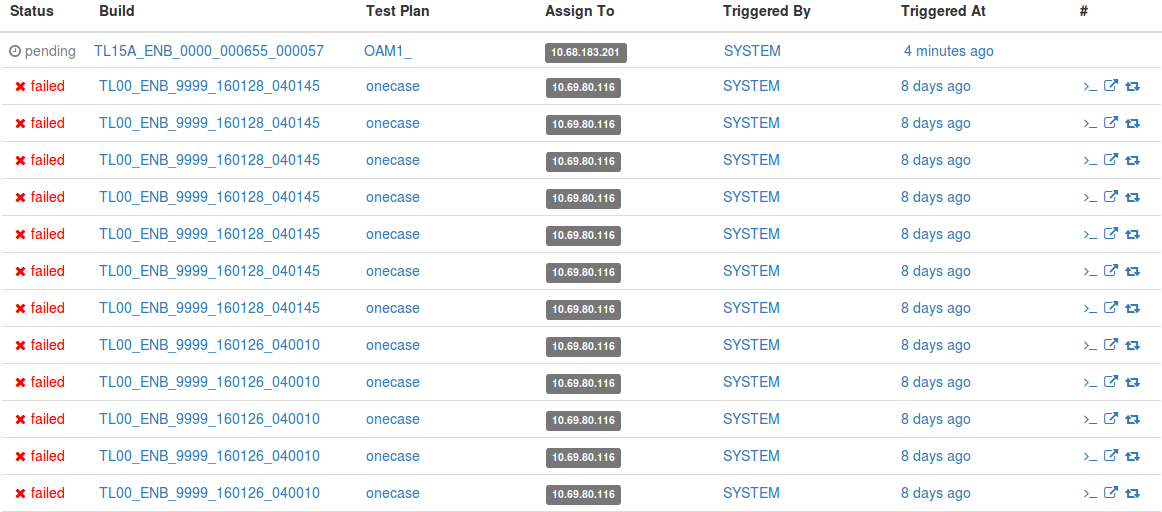 Status Build Test Plan Assign To Triggered By Triggered At #
pending TL15A_ENB_0000_000655_000057 OAM1_ 10.68.183.201 SYSTEM 4 minutes ago
failed TL00_ENB_9999_160128_040145 onecase 10.69.80.116 SYSTEM 8 days ago
failed TL00_ENB_9999_160128_040145 onecase 10.69.80.116 SYSTEM 8 days ago
failed TL00_ENB_9999_160128_040145 onecase 10.69.80.116 SYSTEM 8 days ago
failed TL00_ENB_9999_160128_040145 onecase 10.69.80.116 SYSTEM 8 days ago
failed TL00_ENB_9999_160128_040145 onecase 10.69.80.116 SYSTEM 8 days ago
failed TL00_ENB_9999_160128_040145 onecase 10.69.80.116 SYSTEM 8 days ago
failed TL00_ENB_9999_160128_040145 onecase 10.69.80.116 SYSTEM 8 days ago
failed TL00_ENB_9999_160126_040010 onecase 10.69.80.116 SYSTEM 8 days ago
failed TL00_ENB_9999_160126_040010 onecase 10.69.80.116 SYSTEM 8 days ago
failed TL00_ENB_9999_160126_040010 onecase 10.69.80.116 SYSTEM 8 days ago
failed TL00_ENB_9999_160126_040010 onecase 10.69.80.116 SYSTEM 8 days ago
failed TL00_ENB_9999_160126_040010 onecase 10.69.80.116 SYSTEM 8 days ago